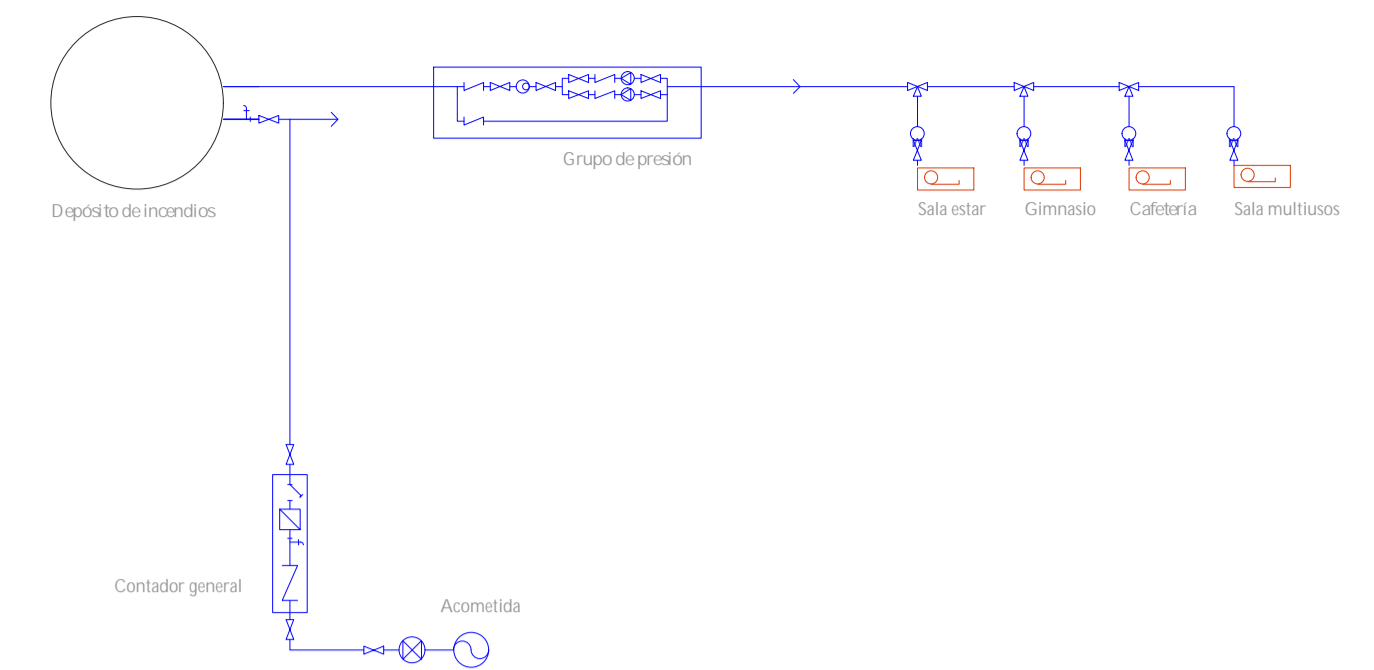 Grupo de presión
Depósito de incendios
Sala estar
Gimnasio
Cafetería
Sala multiusos
Contador general
Acometida